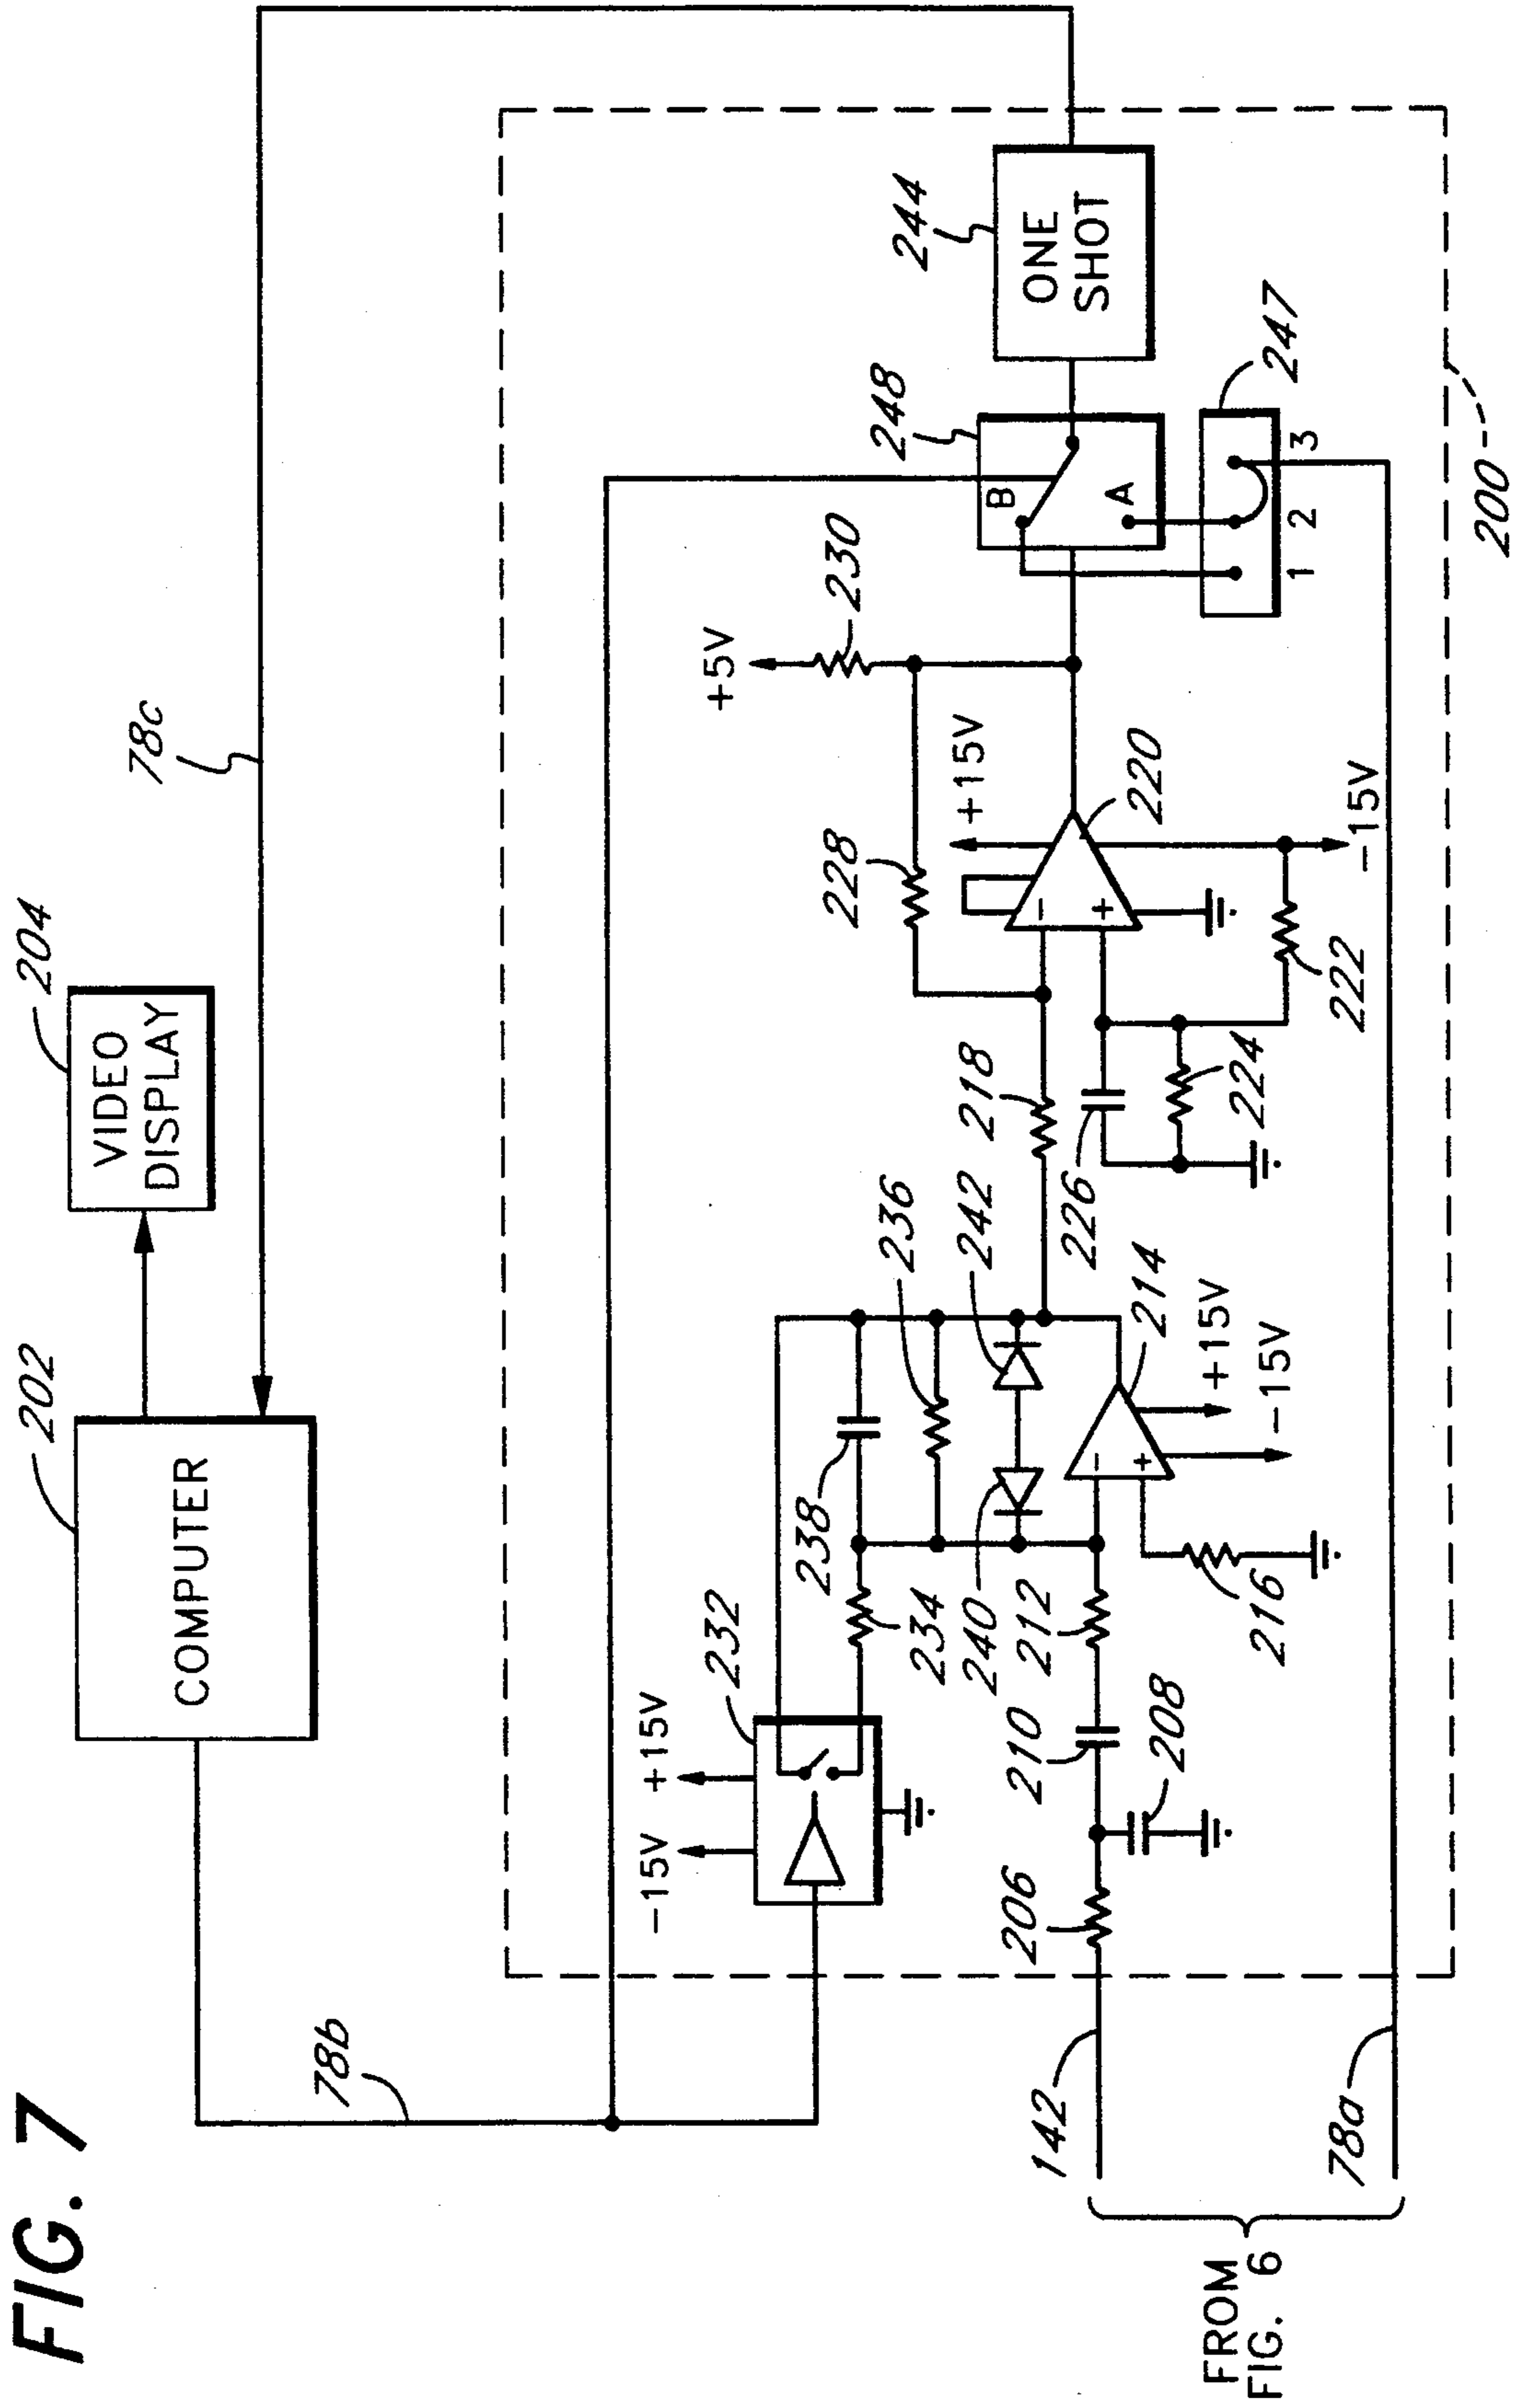 FIG. 7
204
VIDEO
DISPLAY
202
COMPUTER
78c
78b
244
ONE
SHOT
248
B
A
247
1
2
3
230
+5V
+15V
228
220
-
+
-15V
222
224
226
218
236
242
214
+15V
-15V
-
+
238
232
-15V
+15V
234
240
212
216
210
208
206
142
78a
200
FROM
FIG. 6